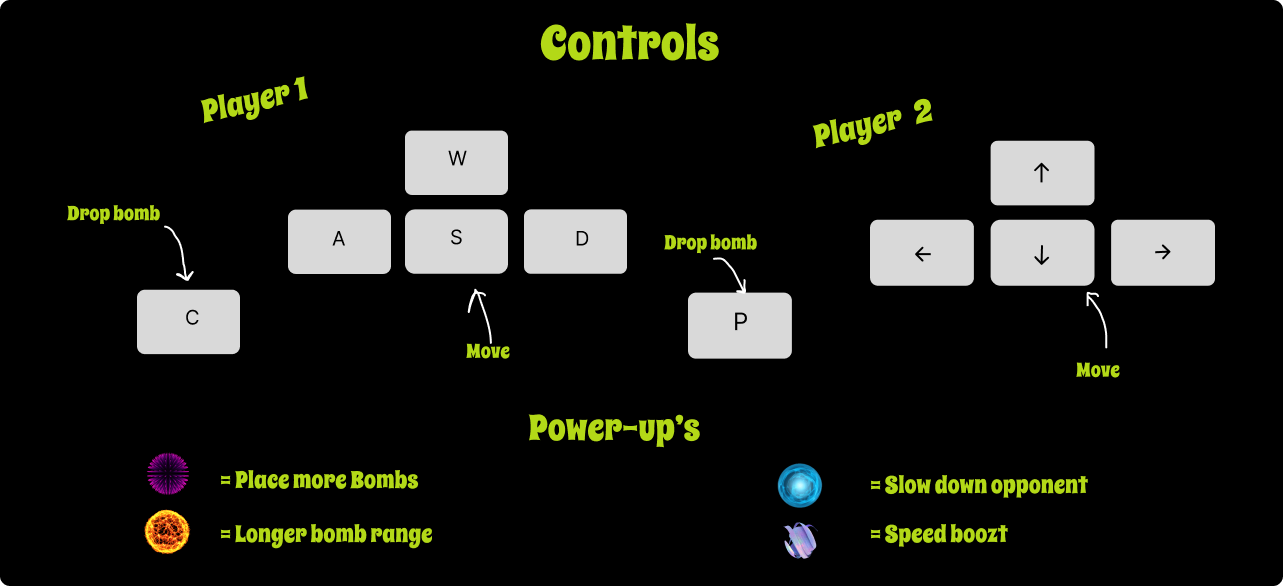 Controls
Player 1
Player 2
W
Drop bomb
A
S
D
C
Move
↑
Drop bomb
←
↓
→
P
Move
Power-up's
= Place more Bombs
= Longer bomb range
= Slow down opponent
= Speed boozt